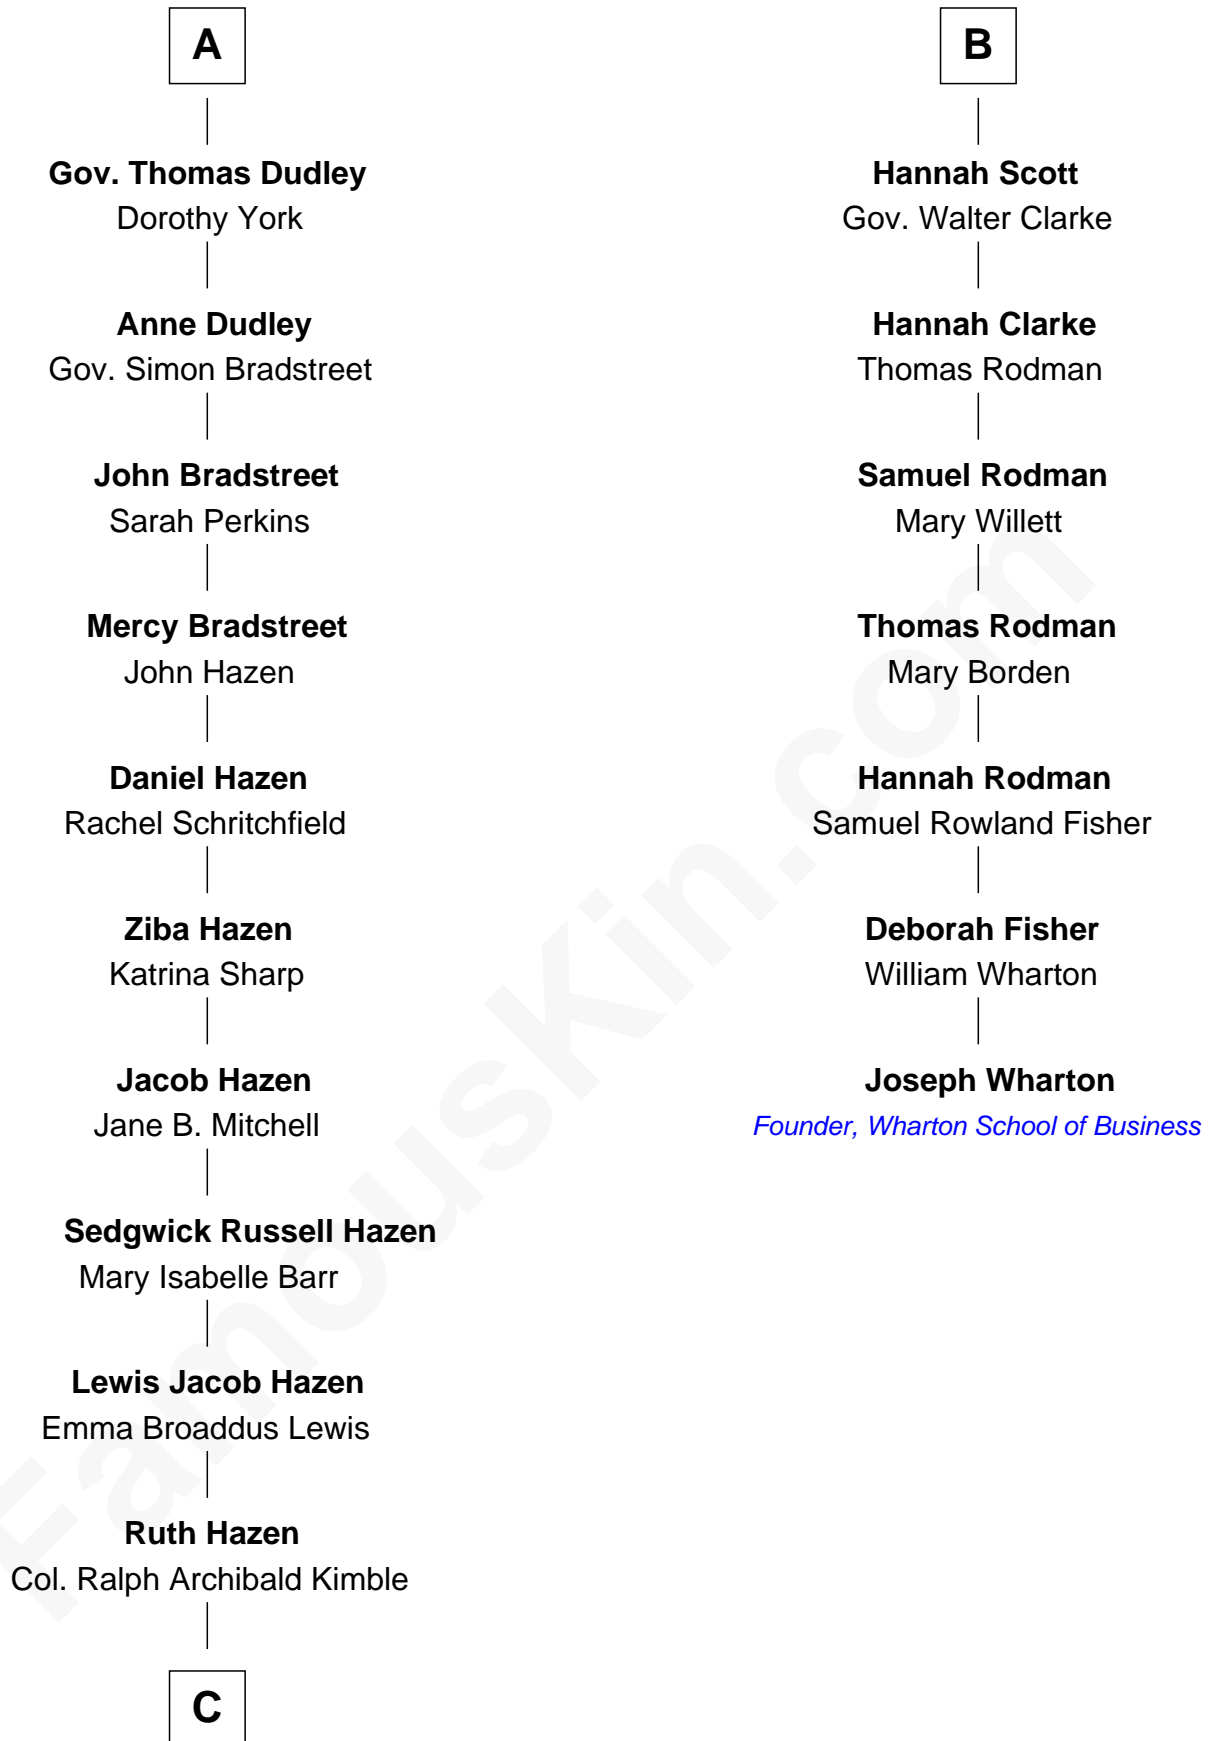 A
Gov. Thomas Dudley
Dorothy York
Anne Dudley
Gov. Simon Bradstreet
John Bradstreet
Sarah Perkins
Mercy Bradstreet
John Hazen
Daniel Hazen
Rachel Schritchfield
Ziba Hazen
Katrina Sharp
Jacob Hazen
Jane B. Mitchell
Sedgwick Russell Hazen
Mary Isabelle Barr
Lewis Jacob Hazen
Emma Broaddus Lewis
Ruth Hazen
Col. Ralph Archibald Kimble
C
B
Hannah Scott
Gov. Walter Clarke
Hannah Clarke
Thomas Rodman
Samuel Rodman
Mary Willett
Thomas Rodman
Mary Borden
Hannah Rodman
Samuel Rowland Fisher
Deborah Fisher
William Wharton
Joseph Wharton
Founder, Wharton School of Business
FamousKin.com